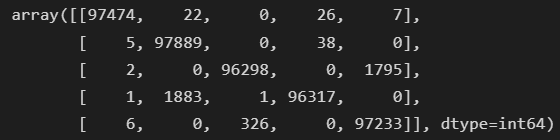 array([[97474, 22, 0, 26, 7],
[ 5, 97889, 0, 38, 0],
[ 2, 0, 96298, 0, 1795],
[ 1, 1883, 1, 96317, 0],
[ 6, 0, 326, 0, 97233]], dtype=int64)